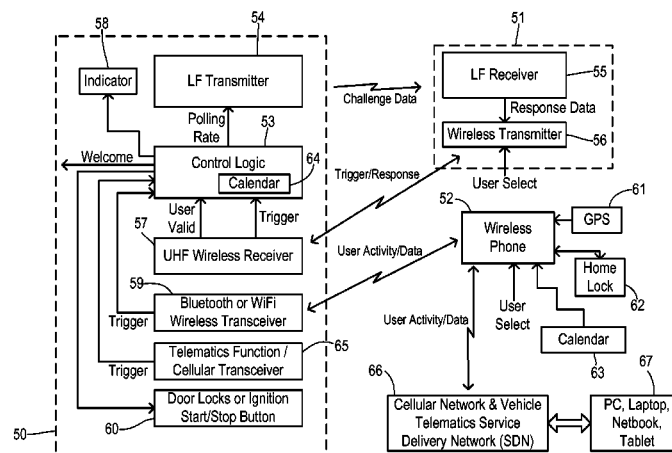 58
54
51
Indicator
LF Transmitter
LF Receiver
55
Challenge Data
Polling
Rate
53
Response Data
Wireless Transmitter
56
Welcome
Control Logic
64
Calendar
User
Valid
Trigger
Trigger/Response
User Select
52
61
57
UHF Wireless Receiver
Wireless
Phone
GPS
59
User Activity/Data
Home
Lock
62
Bluetooth or WiFi
Wireless Transceiver
Trigger
User
Select
User Activity/Data
Calendar
63
Telematics Function /
Cellular Transceiver
65
Trigger
66
67
Door Locks or Ignition
Start/Stop Button
50
60
Cellular Network & Vehicle
Telematics Service
Delivery Network (SDN)
PC, Laptop,
Netbook,
Tablet